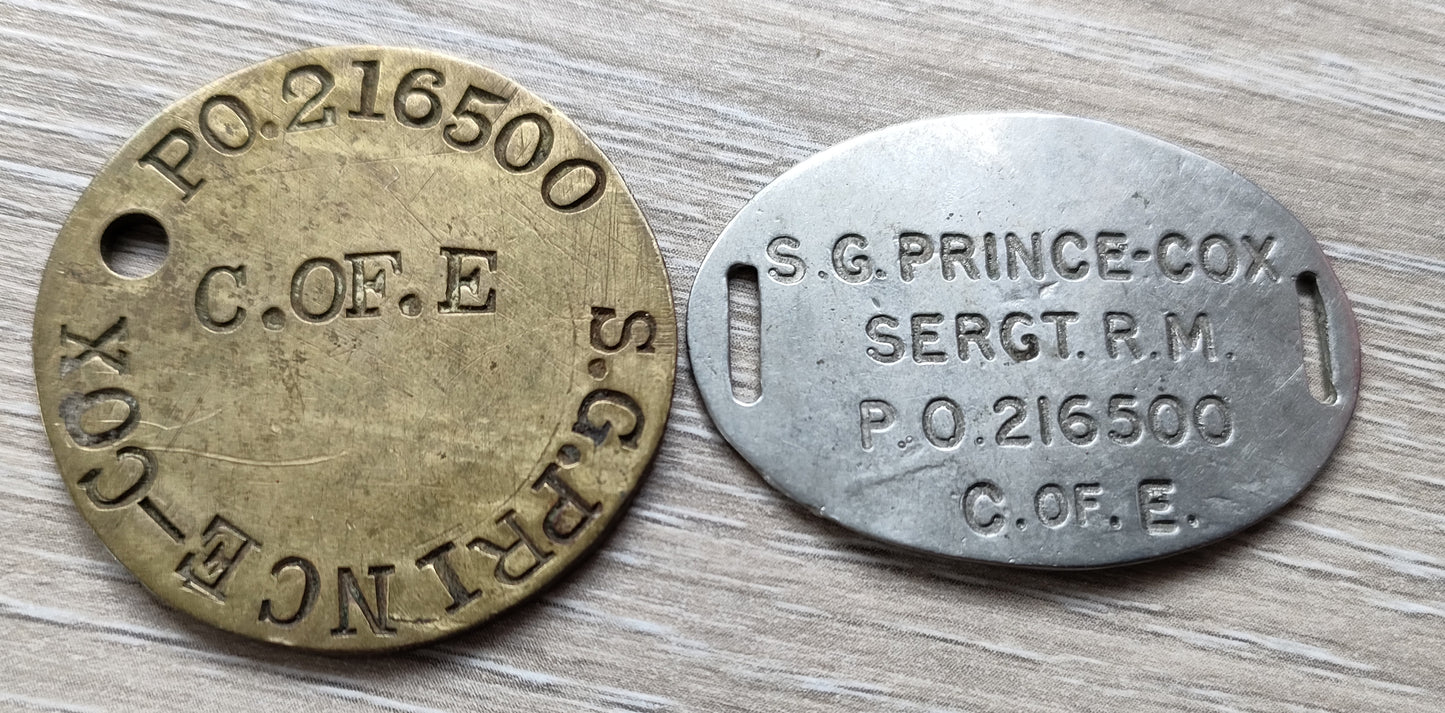 PO.216500
S.G.PRINCE-COX
C.OF.E
S.G.PRINCE-COX
SERGT.R.M.
P.O.216500
C.OF.E.